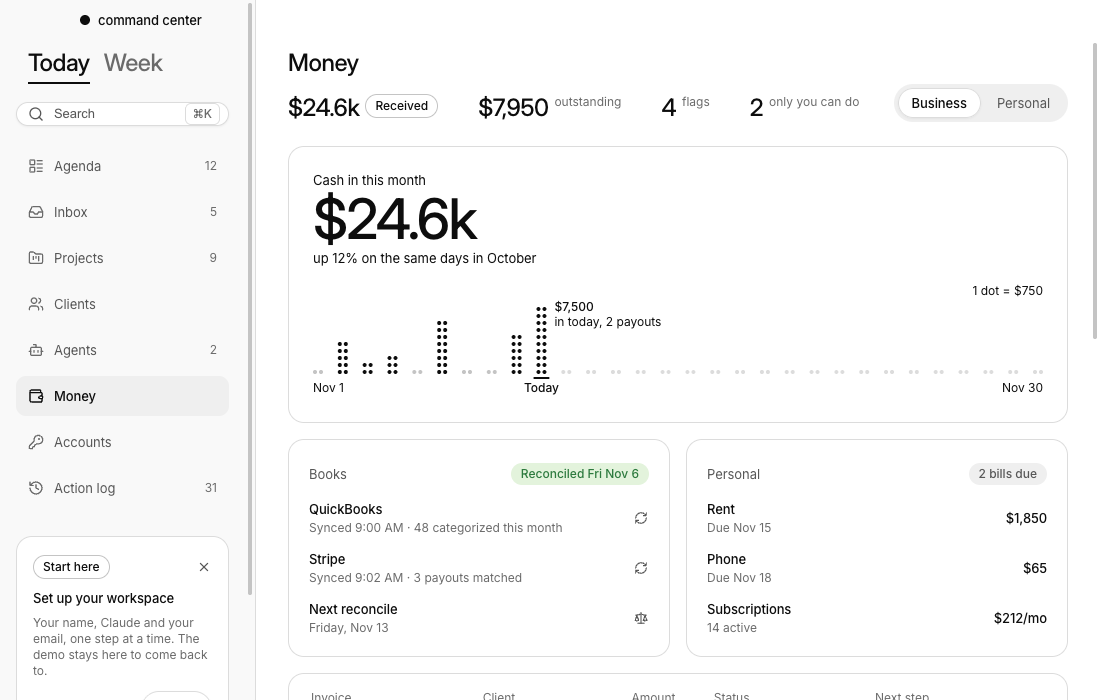 command center
Today Week
Search ⌘K
Agenda 12
Inbox 5
Projects 9
Clients
Agents 2
Money
Accounts
Action log 31
Start here
Set up your workspace
Your name, Claude and your
email, one step at a time. The
demo stays here to come back
to.
Money
$24.6k Received $7,950 outstanding 4 flags 2 only you can do Business Personal
Cash in this month
$24.6k
up 12% on the same days in October
1 dot = $750
$7,500
in today, 2 payouts
Nov 1 Today Nov 30
Books Reconciled Fri Nov 6
QuickBooks
Synced 9:00 AM · 48 categorized this month
Stripe
Synced 9:02 AM · 3 payouts matched
Next reconcile
Friday, Nov 13
Personal 2 bills due
Rent
Due Nov 15
$1,850
Phone
Due Nov 18
$65
Subscriptions
14 active
$212/mo
Invoice Client Amount Status Next step